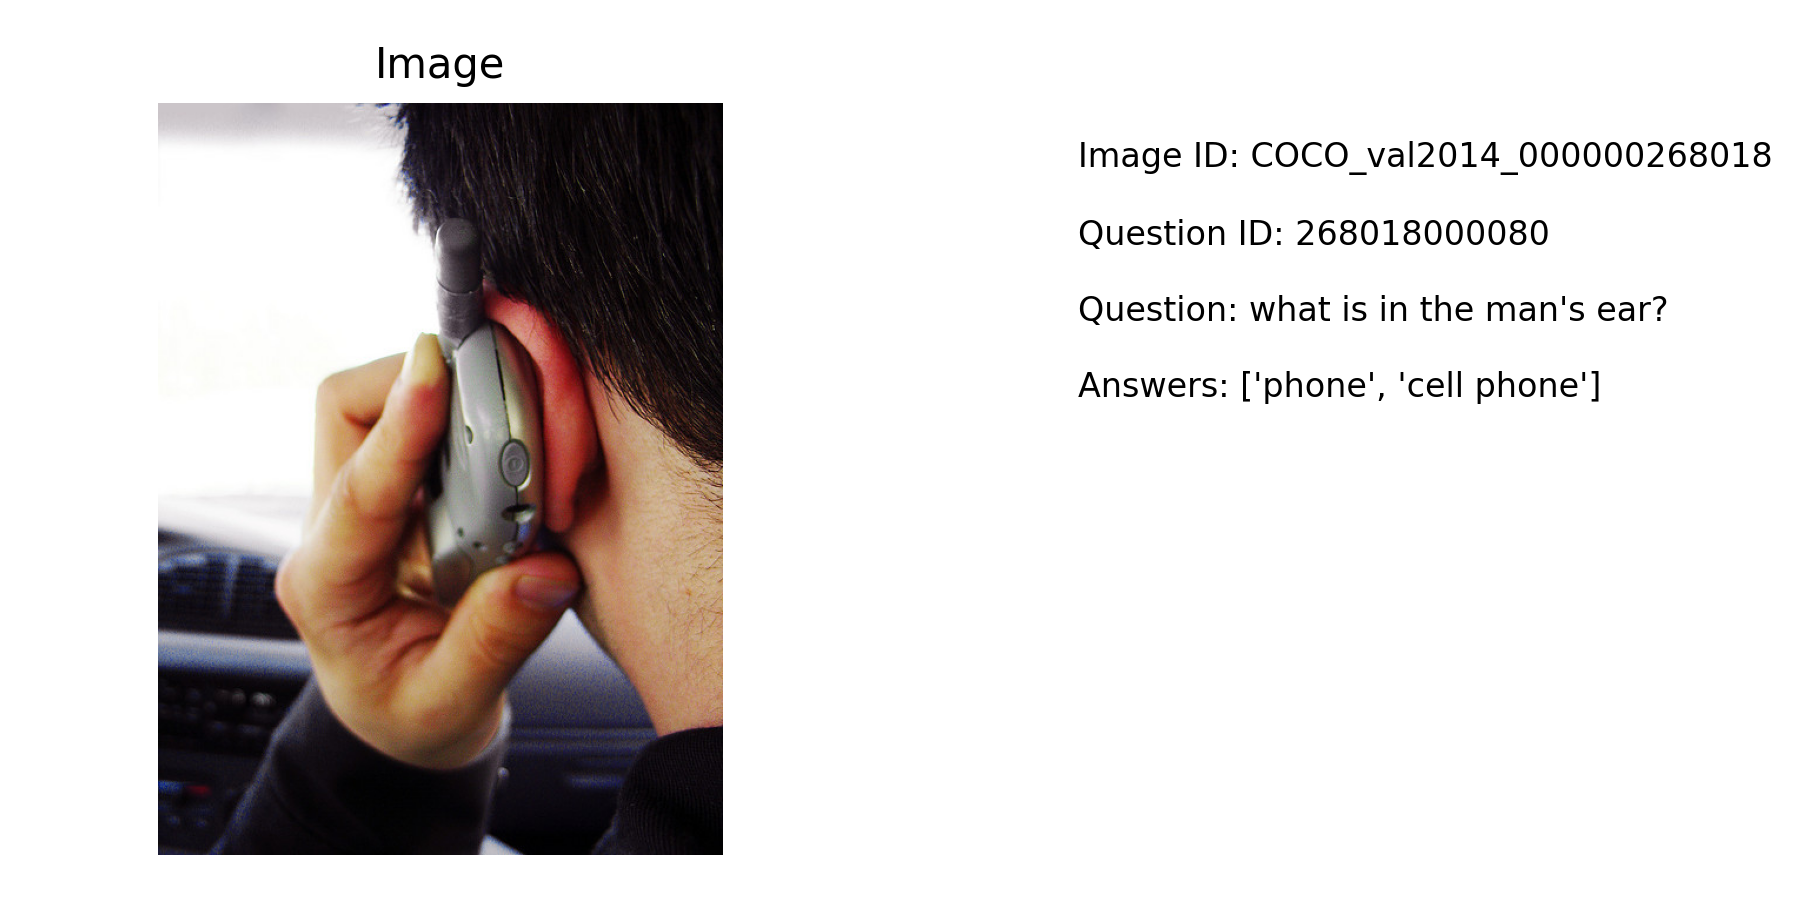 Image
Image ID: COCO_val2014_000000268018
Question ID: 268018000080
Question: what is in the man's ear?
Answers: ['phone', 'cell phone']